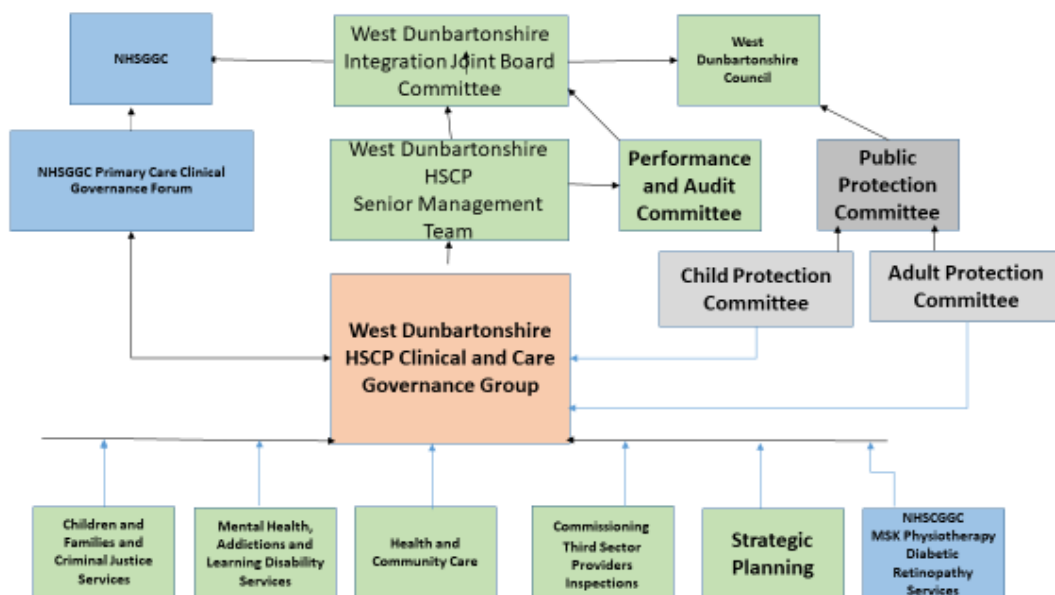 NHSGGC
West Dunbartonshire
Integration Joint Board
Committee
West
Dunbartonshire
Council
NHSGGC Primary Care Clinical
Governance Forum
West Dunbartonshire
HSCP
Senior Management
Team
Performance
and Audit
Committee
Public
Protection
Committee
Child Protection
Committee
Adult Protection
Committee
West Dunbartonshire
HSCP Clinical and Care
Governance Group
Children and
Families and
Criminal Justice
Services
Mental Health,
Addictions and
Learning Disability
Services
Health and
Community Care
Commissioning
Third Sector
Providers
Inspections
Strategic
Planning
NHSCGGC
MSK Physiotherapy
Diabetic
Retinopathy
Services